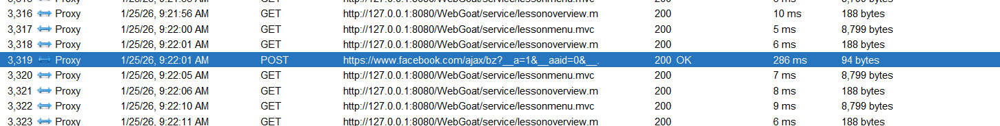 3,316 Proxy 1/25/26, 9:21:56 AM GET http://127.0.0.1:8080/WebGoat/service/lessonoverview.m 200 10 ms 188 bytes
3,317 Proxy 1/25/26, 9:22:00 AM GET http://127.0.0.1:8080/WebGoat/service/lessonmenu.mvc 200 5 ms 8,799 bytes
3,318 Proxy 1/25/26, 9:22:01 AM GET http://127.0.0.1:8080/WebGoat/service/lessonoverview.m 200 6 ms 188 bytes
3,319 Proxy 1/25/26, 9:22:01 AM POST https://www.facebook.com/ajax/bz?__a=1&__aaid=0&__. 200 OK 286 ms 94 bytes
3,320 Proxy 1/25/26, 9:22:05 AM GET http://127.0.0.1:8080/WebGoat/service/lessonmenu.mvc 200 7 ms 8,799 bytes
3,321 Proxy 1/25/26, 9:22:06 AM GET http://127.0.0.1:8080/WebGoat/service/lessonoverview.m 200 8 ms 188 bytes
3,322 Proxy 1/25/26, 9:22:10 AM GET http://127.0.0.1:8080/WebGoat/service/lessonmenu.mvc 200 9 ms 8,799 bytes
3,323 Proxy 1/25/26, 9:22:11 AM GET http://127.0.0.1:8080/WebGoat/service/lessonoverview.m 200 6 ms 188 bytes